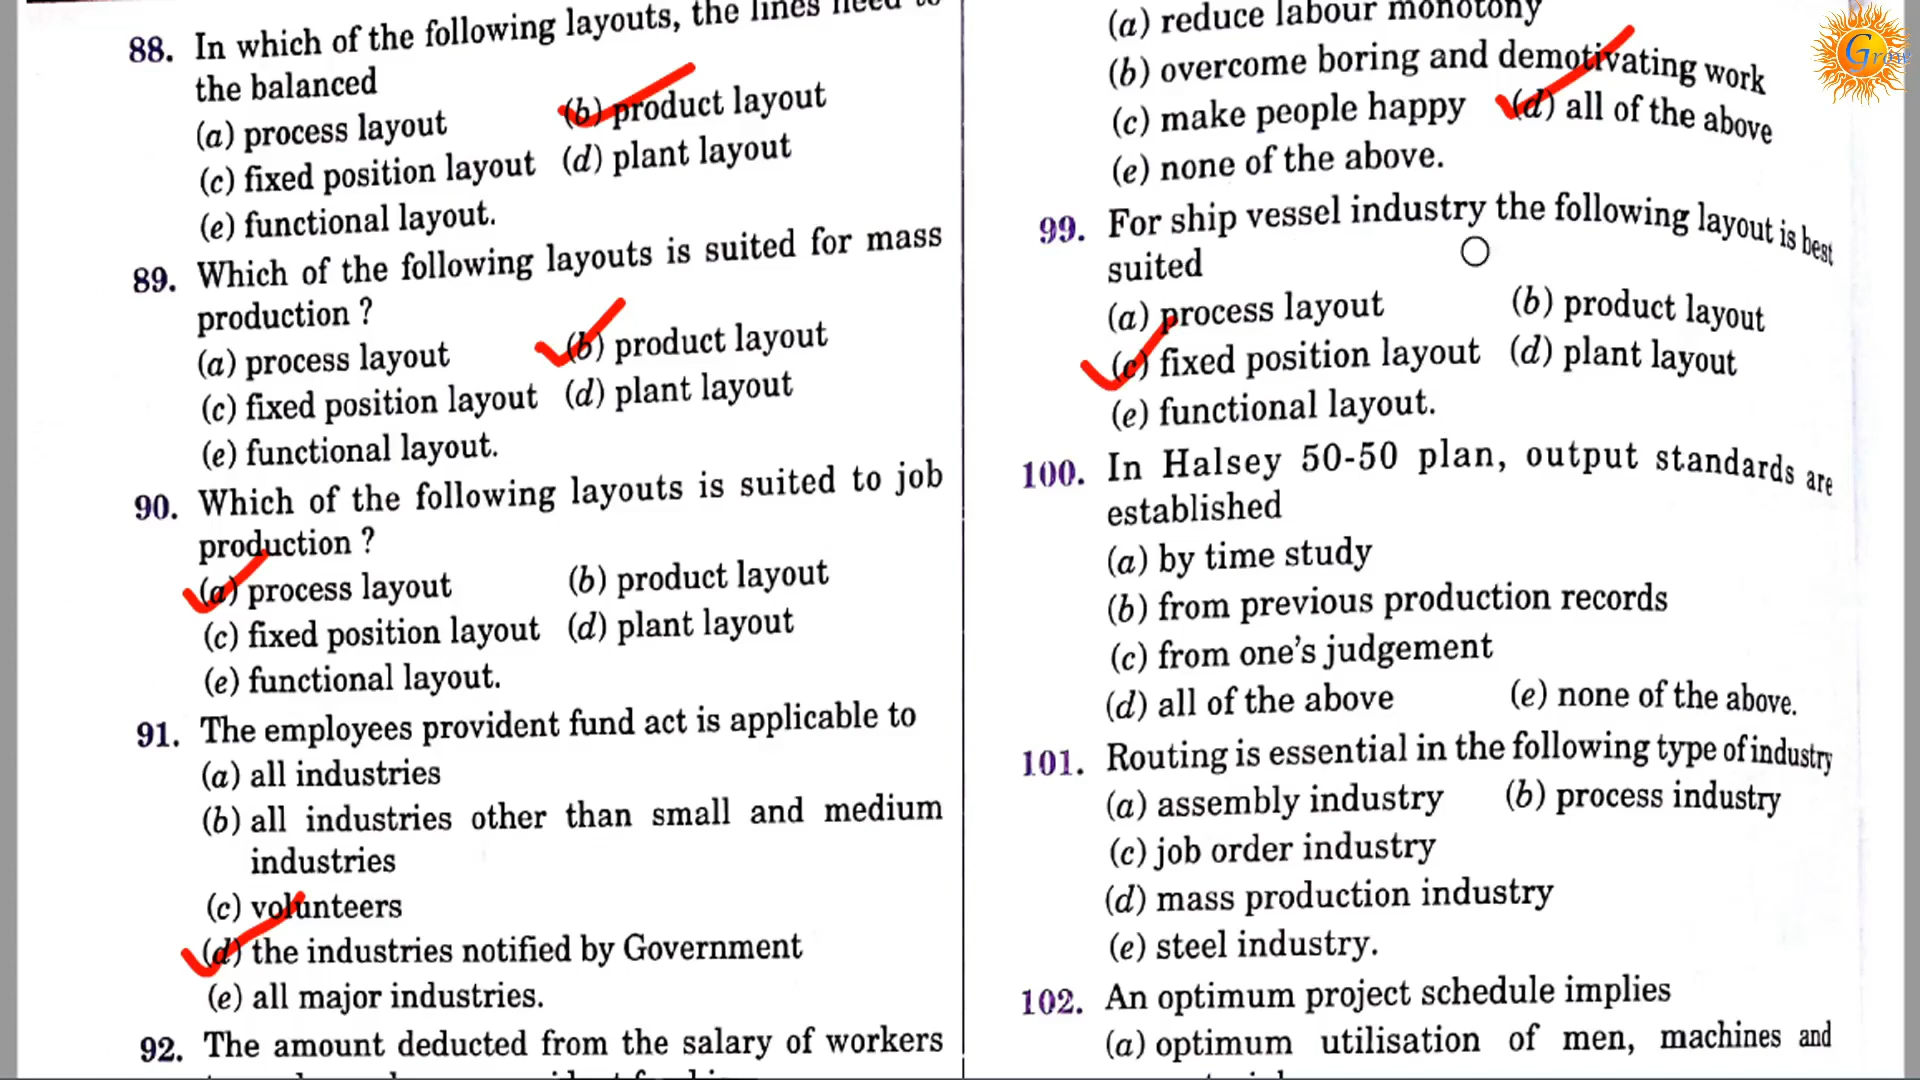 88. In which of the following layouts, the lines need to
the balanced
(a) process layout (b) product layout
(c) fixed position layout (d) plant layout
(e) functional layout.
89. Which of the following layouts is suited for mass
production ?
(a) process layout (b) product layout
(c) fixed position layout (d) plant layout
(e) functional layout.
90. Which of the following layouts is suited to job
production ?
(a) process layout (b) product layout
(c) fixed position layout (d) plant layout
(e) functional layout.
91. The employees provident fund act is applicable to
(a) all industries
(b) all industries other than small and medium
industries
(c) volunteers
(d) the industries notified by Government
(e) all major industries.
92. The amount deducted from the salary of workers
(a) reduce labour monotony
(b) overcome boring and demotivating work
(c) make people happy (d) all of the above
(e) none of the above.
99. For ship vessel industry the following layout is best
suited
(a) process layout (b) product layout
(c) fixed position layout (d) plant layout
(e) functional layout.
100. In Halsey 50-50 plan, output standards are
established
(a) by time study
(b) from previous production records
(c) from one's judgement
(d) all of the above (e) none of the above.
101. Routing is essential in the following type of industry
(a) assembly industry (b) process industry
(c) job order industry
(d) mass production industry
(e) steel industry.
102. An optimum project schedule implies
(a) optimum utilisation of men, machines and
Grow